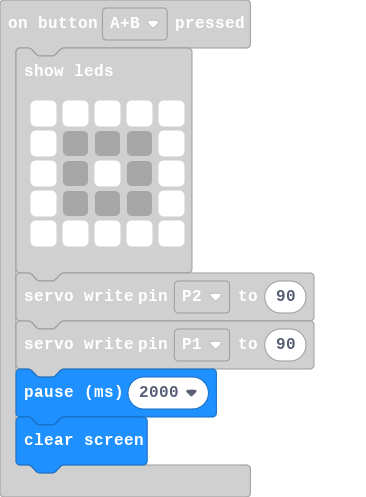 on button A+B pressed
show leds
servo write pin P2 to 90
servo write pin P1 to 90
pause (ms) 2000
clear screen